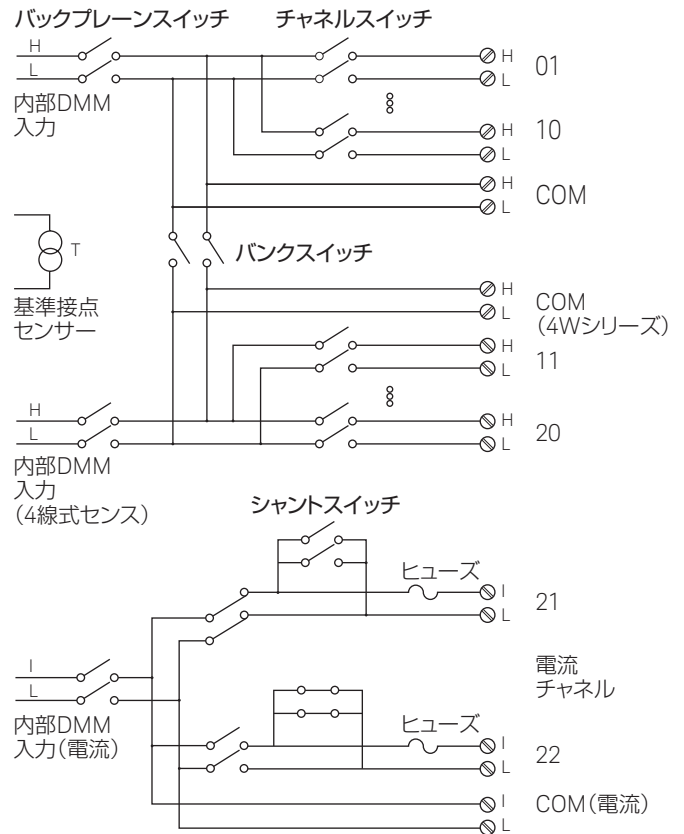 バックプレーンスイッチ チャネルスイッチ
H H
L L 01
内部DMM
入力
H 10
L
H COM
L
T バンクスイッチ
基準接点
センサー
H COM
L (4Wシリーズ)
H
L 11
H H
L L 20
内部DMM
入力
(4線式センス)
シャントスイッチ
ヒューズ
I 21
L
電流
チャネル
I
L
内部DMM
入力(電流)
ヒューズ
I 22
L
I COM(電流)
L